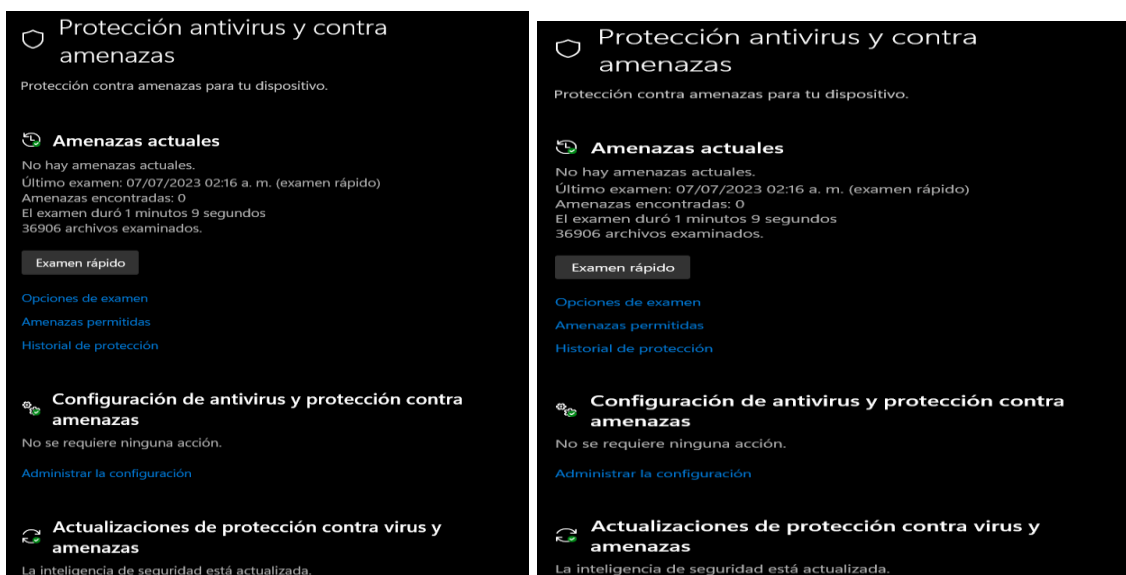 Protección antivirus y contra
amenazas
Protección contra amenazas para tu dispositivo.
Amenazas actuales
No hay amenazas actuales.
Último examen: 07/07/2023 02:16 a. m. (examen rápido)
Amenazas encontradas: 0
El examen duró 1 minutos 9 segundos
36906 archivos examinados.
Examen rápido
Opciones de examen
Amenazas permitidas
Historial de protección
Configuración de antivirus y protección contra
amenazas
No se requiere ninguna acción.
Administrar la configuración
Actualizaciones de protección contra virus y
amenazas
La inteligencia de seguridad está actualizada.
Protección antivirus y contra
amenazas
Protección contra amenazas para tu dispositivo.
Amenazas actuales
No hay amenazas actuales.
Último examen: 07/07/2023 02:16 a. m. (examen rápido)
Amenazas encontradas: 0
El examen duró 1 minutos 9 segundos
36906 archivos examinados.
Examen rápido
Opciones de examen
Amenazas permitidas
Historial de protección
Configuración de antivirus y protección contra
amenazas
No se requiere ninguna acción.
Administrar la configuración
Actualizaciones de protección contra virus y
amenazas
La inteligencia de seguridad está actualizada.